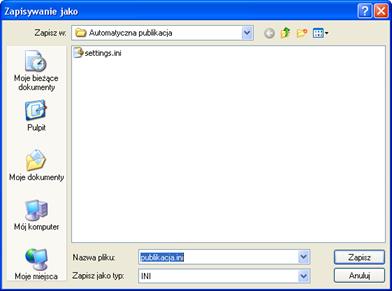 Zapisywanie jako
Zapisz w: Automatyczna publikacja
settings.ini
Moje bieżące
dokumenty
Pulpit
Moje dokumenty
Mój komputer
Moje miejsca
Nazwa pliku: publikacja.ini Zapisz
Zapisz jako typ: INI Anuluj